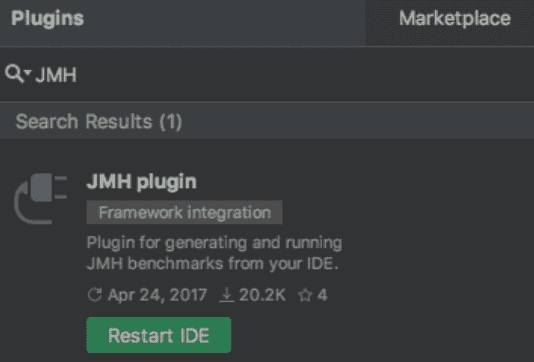 Plugins Marketplace
JMH
Search Results (1)
JMH plugin
Framework integration
Plugin for generating and running
JMH benchmarks from your IDE.
Apr 24, 2017 20.2K 4
Restart IDE